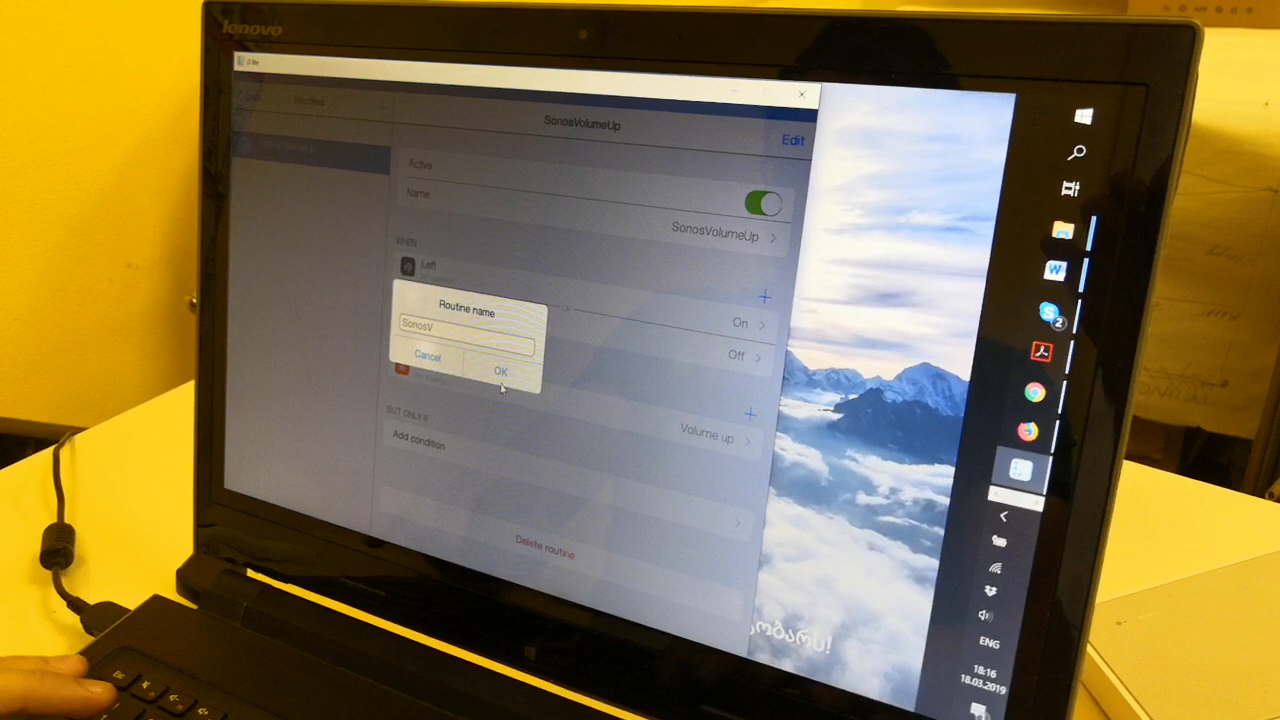 lenovo
SonosVolumeUp
Edit
Active
Name
SonosVolumeUp
WHEN
Left
On
Off
Routine name
SonosV
Cancel
OK
Volume up
BUT ONLY IF
Add condition
Delete routine
2
ENG
18:16
18.03.2019